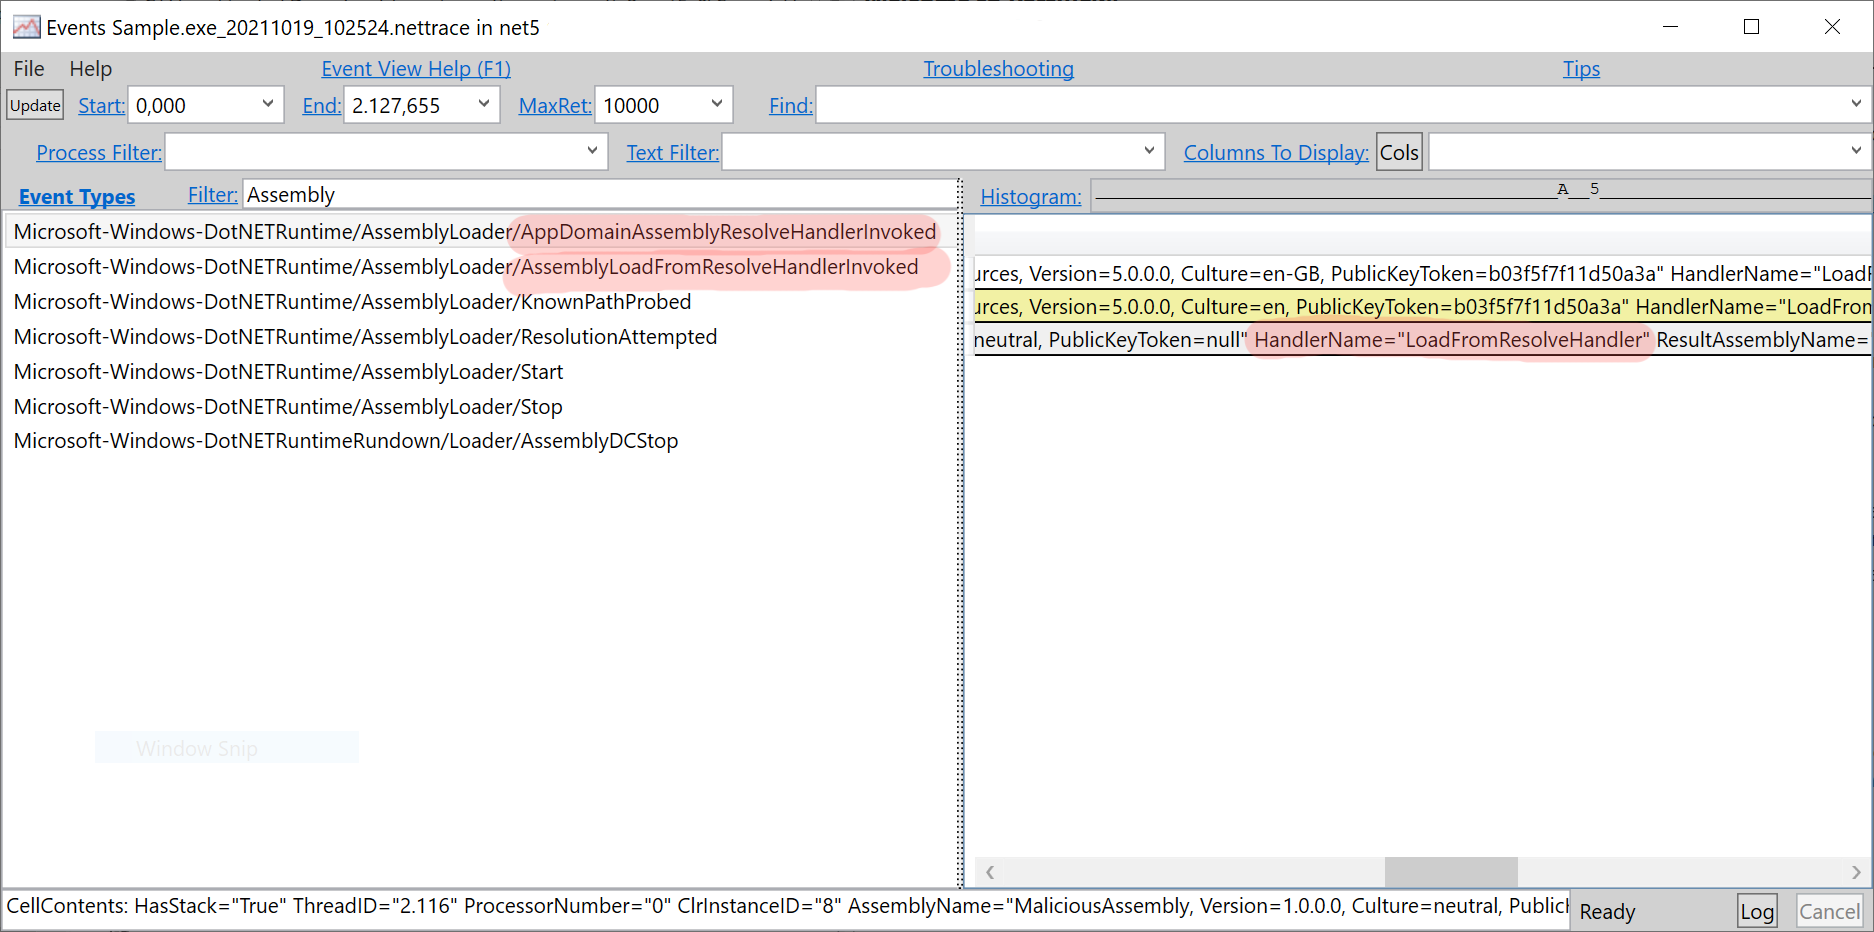 Events Sample.exe_20211019_102524.nettrace in net5
File Help Event View Help (F1) Troubleshooting Tips
Update Start: 0,000 End: 2.127,655 MaxRet: 10000 Find:
Process Filter: Text Filter: Columns To Display: Cols
Event Types Filter: Assembly Histogram: A__5
Microsoft-Windows-DotNETRuntime/AssemblyLoader/AppDomainAssemblyResolveHandlerInvoked
Microsoft-Windows-DotNETRuntime/AssemblyLoader/AssemblyLoadFromResolveHandlerInvoked
Microsoft-Windows-DotNETRuntime/AssemblyLoader/KnownPathProbed
Microsoft-Windows-DotNETRuntime/AssemblyLoader/ResolutionAttempted
Microsoft-Windows-DotNETRuntime/AssemblyLoader/Start
Microsoft-Windows-DotNETRuntime/AssemblyLoader/Stop
Microsoft-Windows-DotNETRuntimeRundown/Loader/AssemblyDCStop
urces, Version=5.0.0.0, Culture=en-GB, PublicKeyToken=b03f5f7f11d50a3a" HandlerName="LoadF
urces, Version=5.0.0.0, Culture=en, PublicKeyToken=b03f5f7f11d50a3a" HandlerName="LoadFron
neutral, PublicKeyToken=null" HandlerName="LoadFromResolveHandler" ResultAssemblyName=
Window Snip
CellContents: HasStack="True" ThreadID="2.116" ProcessorNumber="0" ClrInstanceID="8" AssemblyName="MaliciousAssembly, Version=1.0.0.0, Culture=neutral, Public Ready Log Cancel